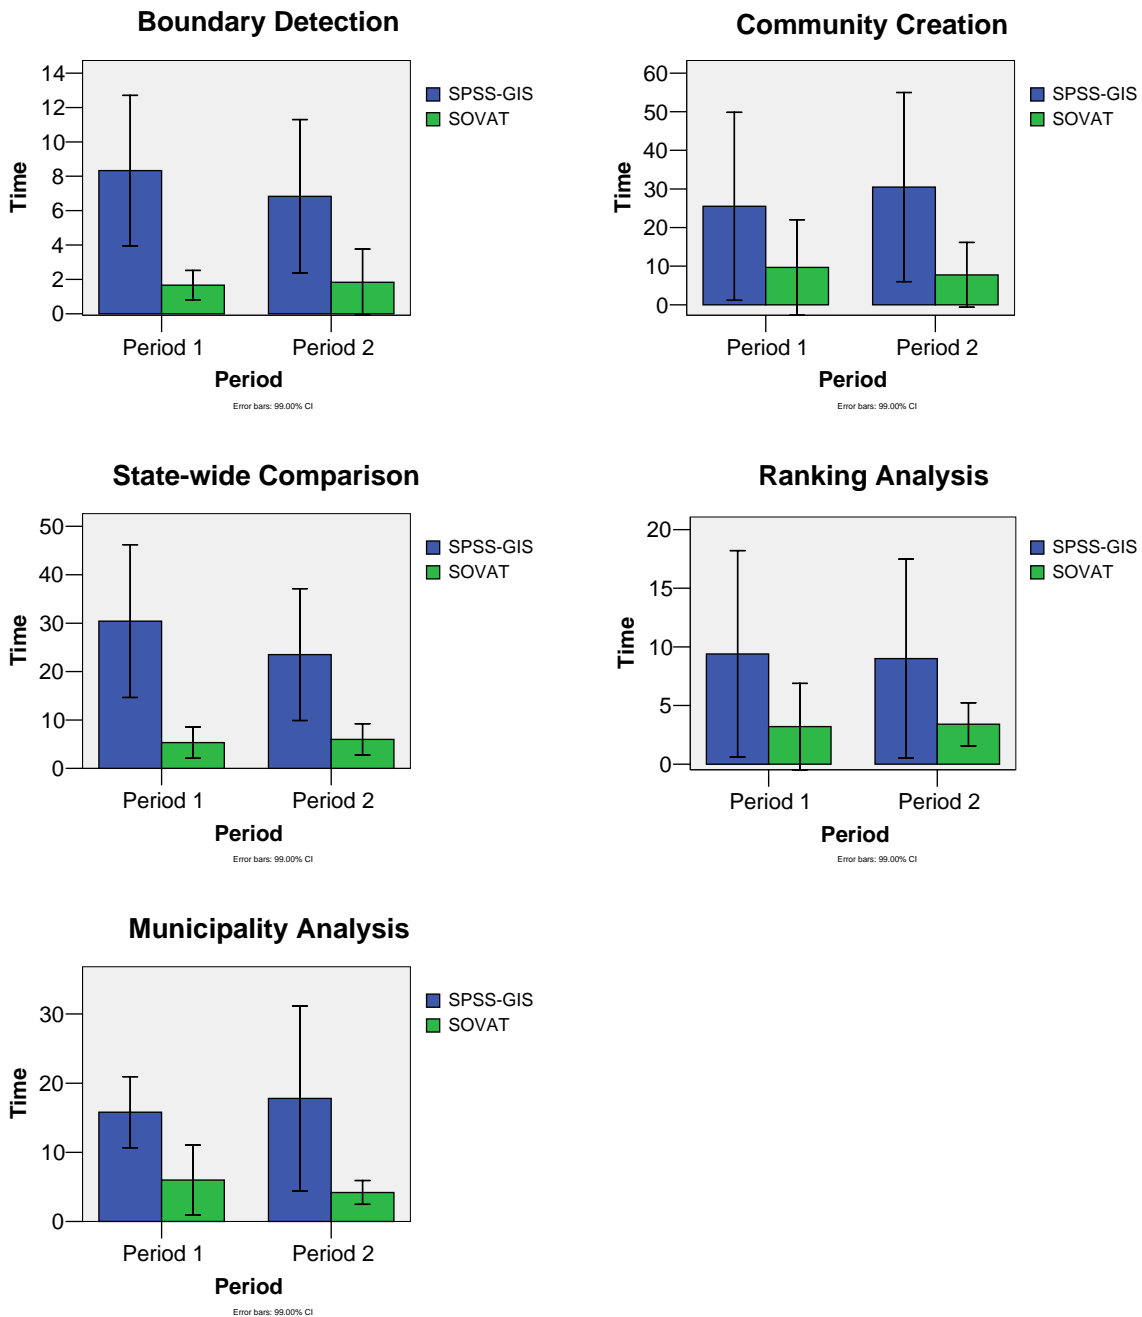 Boundary Detection
14
12
10
8
6
4
2
0
Time
Period 1
Period 2
Period
Error bars: 99.00% CI
SPSS-GIS
SOVAT
Community Creation
60
50
40
30
20
10
0
Time
Period 1
Period 2
Period
Error bars: 99.00% CI
SPSS-GIS
SOVAT
State-wide Comparison
50
40
30
20
10
0
Time
Period 1
Period 2
Period
Error bars: 99.00% CI
SPSS-GIS
SOVAT
Ranking Analysis
20
15
10
5
0
Time
Period 1
Period 2
Period
Error bars: 99.00% CI
SPSS-GIS
SOVAT
Municipality Analysis
30
20
10
0
Time
Period 1
Period 2
Period
Error bars: 99.00% CI
SPSS-GIS
SOVAT